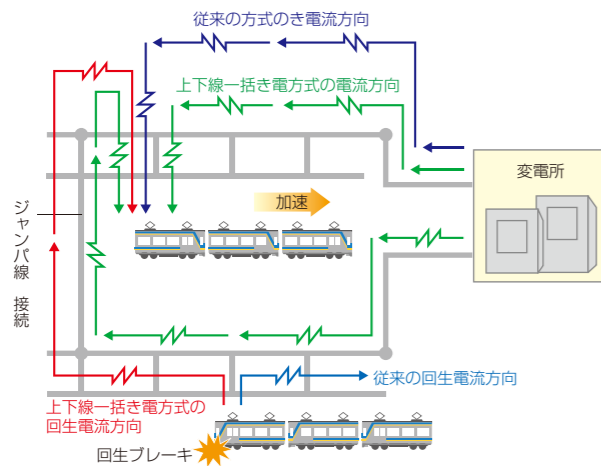 従来の方式のき電流方向
上下線一括き電方式の電流方向
変電所
加速
ジャンパ線 接続
従来の回生電流方向
上下線一括き電方式の
回生電流方向
回生ブレーキ